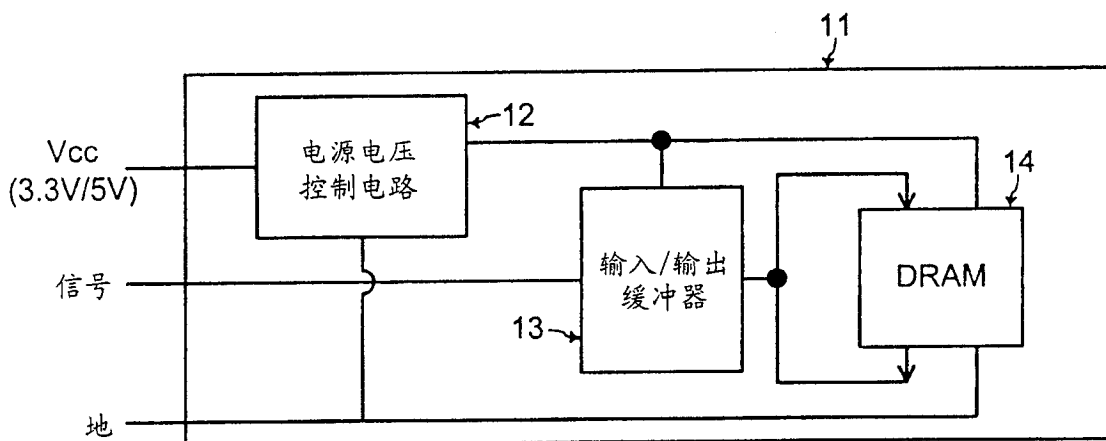 11
12
电源电压
控制电路
Vcc
(3.3V/5V)
14
输入/输出
缓冲器
DRAM
信号
13
地